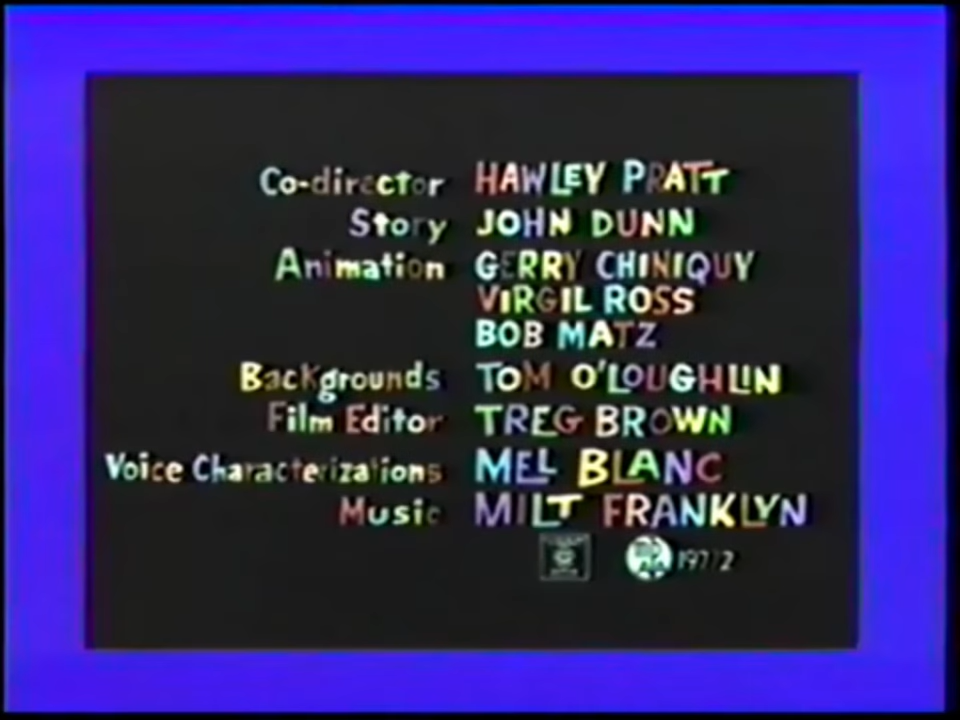 Co-director HAWLEY PRATT
Story JOHN DUNN
Animation GERRY CHINIQUY
VIRGIL ROSS
BOB MATZ
Backgrounds TOM O'LOUGHLIN
Film Editor TREG BROWN
Voice Characterizations MEL BLANC
Music MILT FRANKLYN